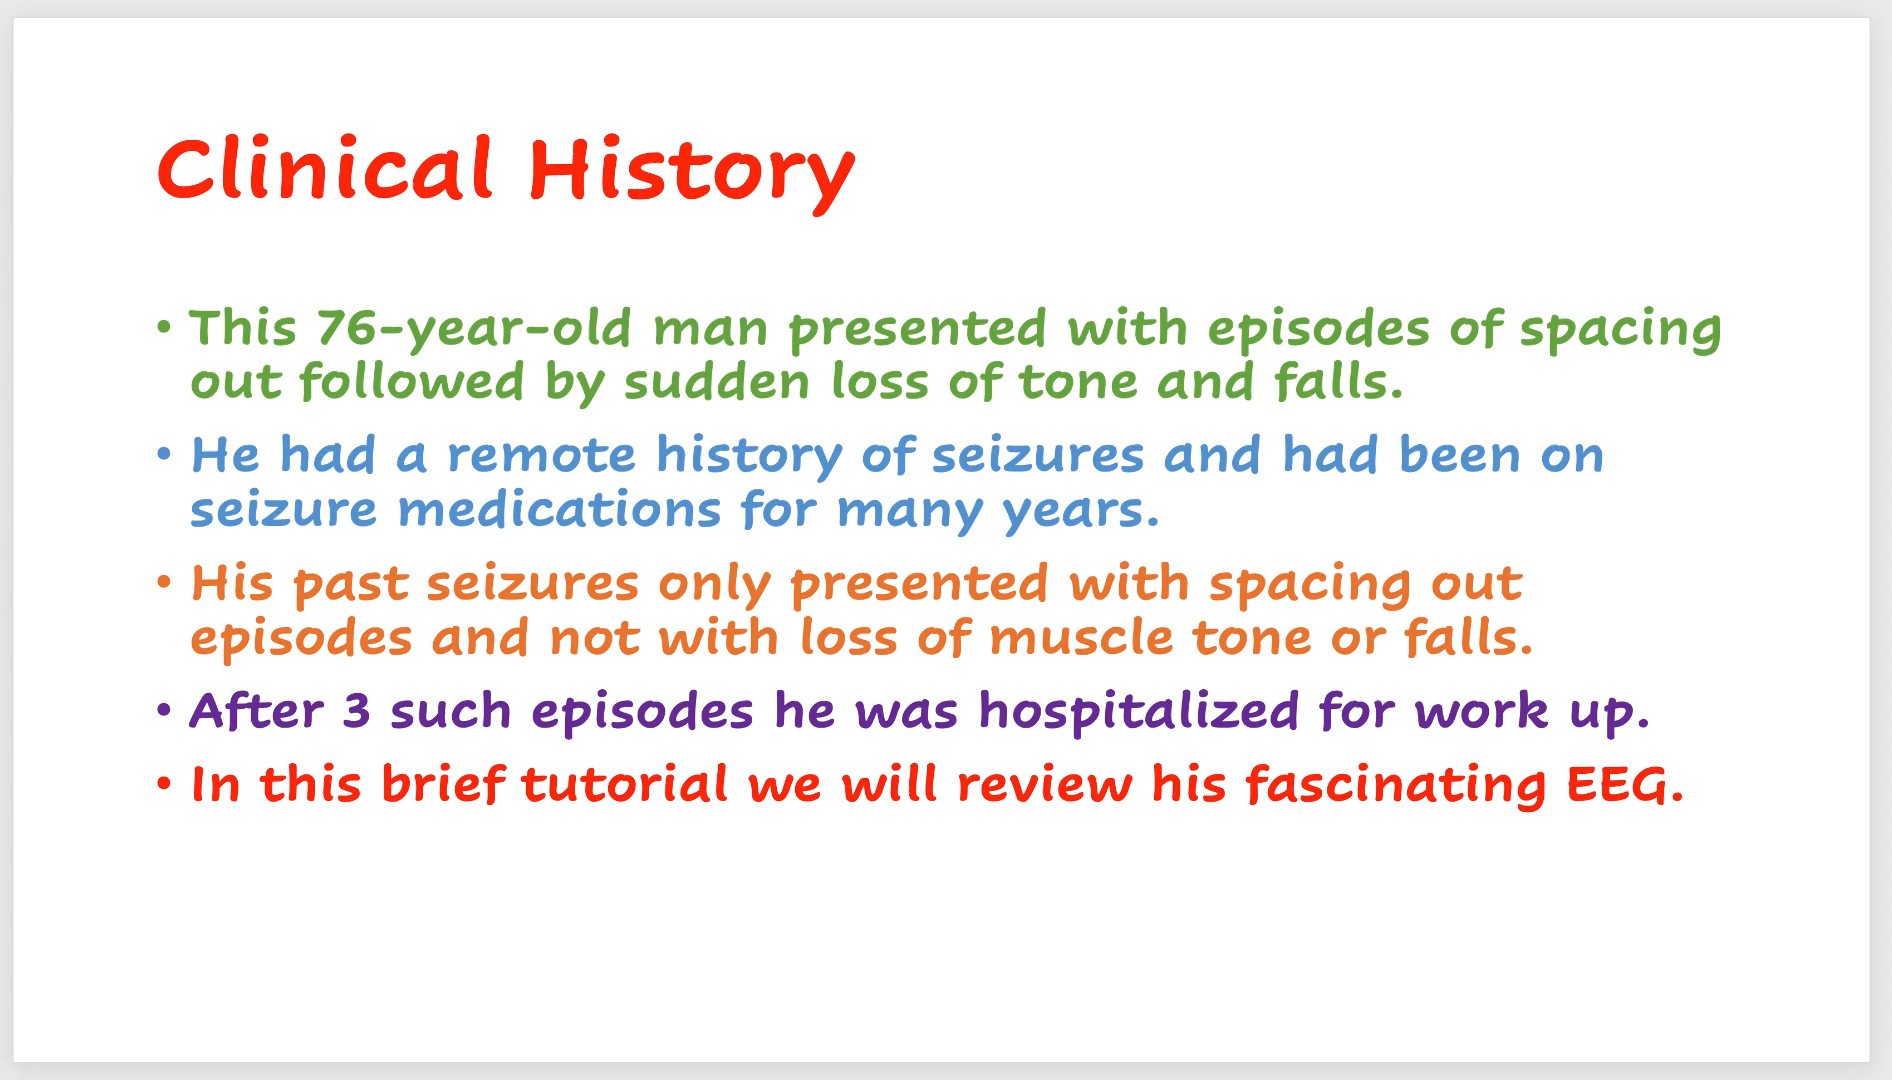 Clinical History
• This 76-year-old man presented with episodes of spacing
out followed by sudden loss of tone and falls.
• He had a remote history of seizures and had been on
seizure medications for many years.
• His past seizures only presented with spacing out
episodes and not with loss of muscle tone or falls.
• After 3 such episodes he was hospitalized for work up.
• In this brief tutorial we will review his fascinating EEG.